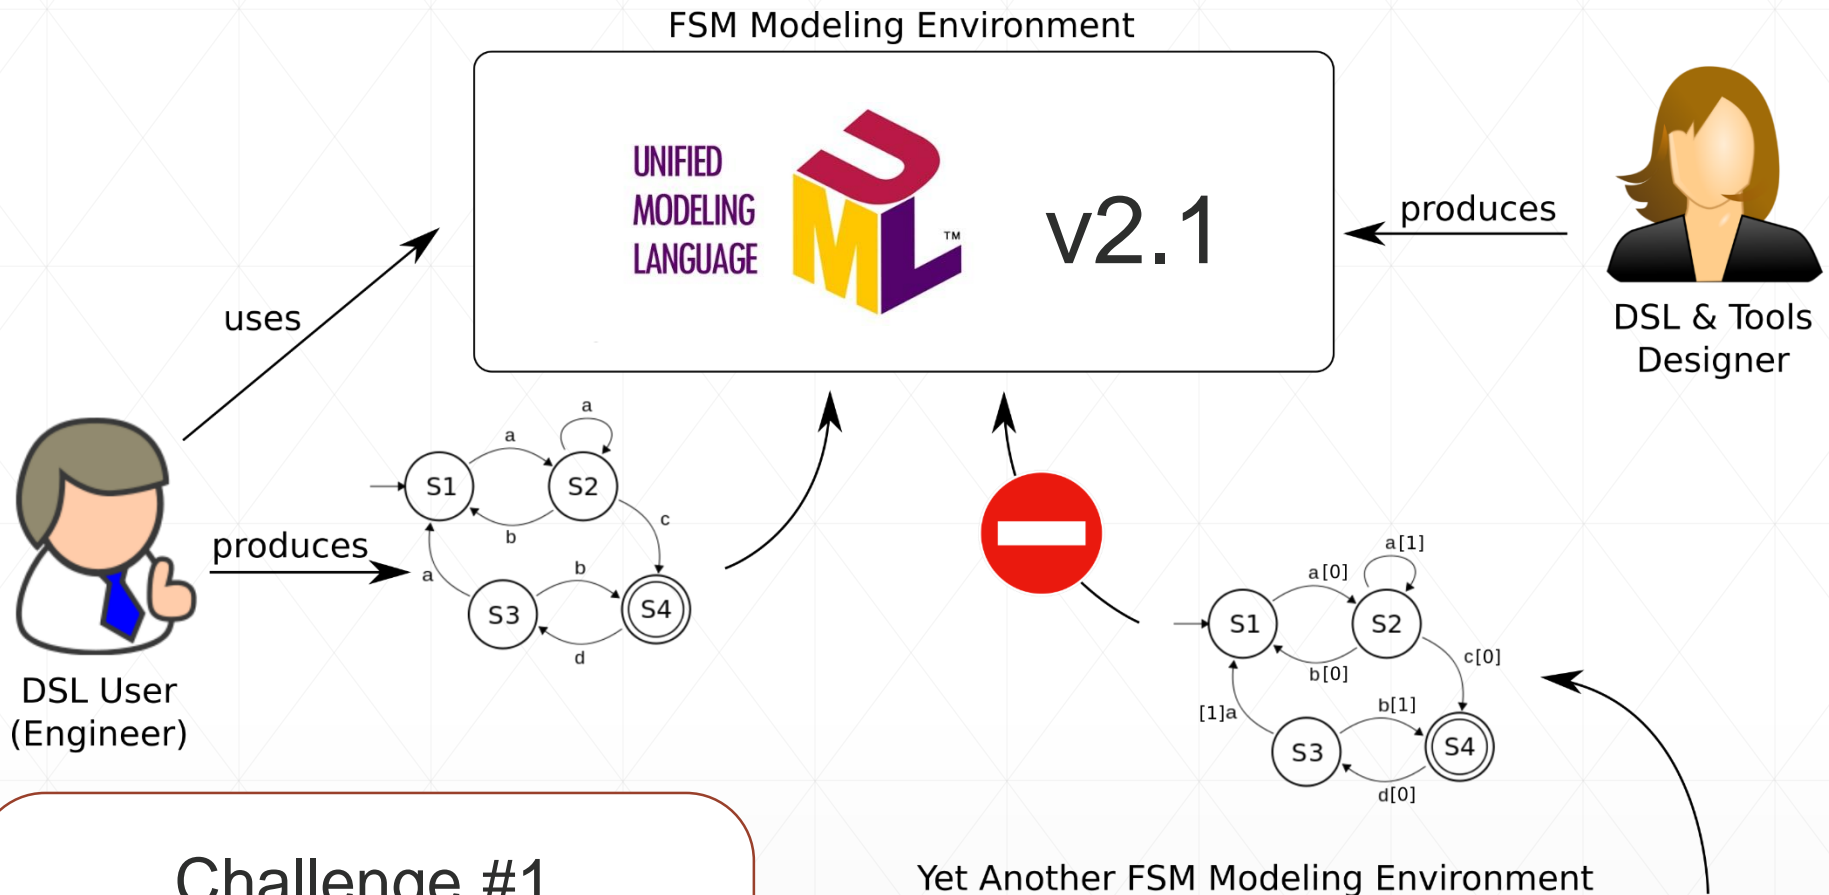 FSM Modeling Environment
UNIFIED
MODELING
LANGUAGE
UML
TM
v2.1
produces
DSL & Tools
Designer
uses
a
a
S1
S2
b
c
produces
a
b
S3
S4
d
DSL User
(Engineer)
a[1]
a[0]
S1
S2
b[0]
c[0]
[1]a
b[1]
S3
S4
d[0]
Challenge #1
Yet Another FSM Modeling Environment